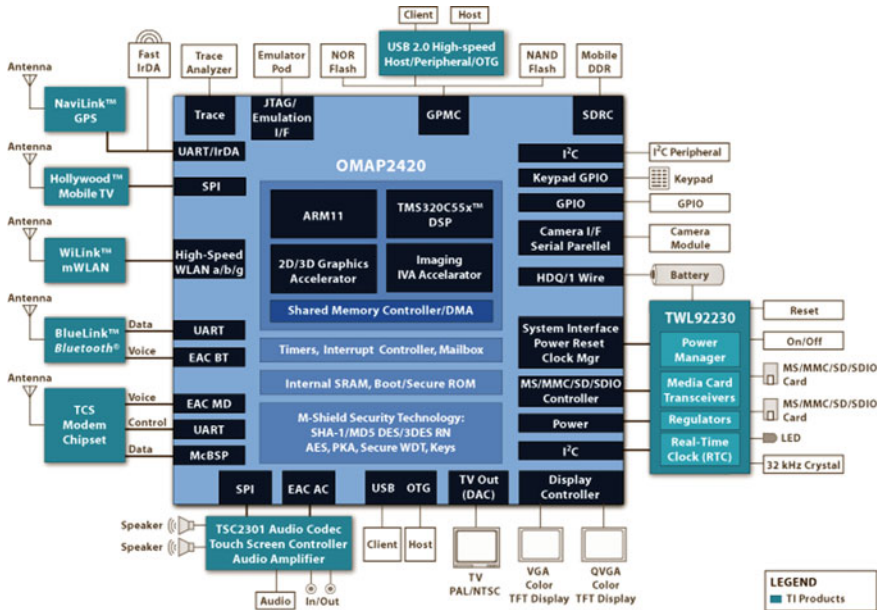 Client
Host
USB 2.0 High-speed
Host/Peripheral/OTG
Antenna
Fast
IrDA
Trace
Analyzer
Emulator
Pod
NOR
Flash
NAND
Flash
Mobile
DDR
NaviLink™
GPS
Trace
JTAG/
Emulation
I/F
GPMC
SDRC
UART/IrDA
OMAP2420
I²C
I²C Peripheral
Antenna
Hollywood™
Mobile TV
SPI
Keypad GPIO
Keypad
GPIO
GPIO
ARM11
TMS320C55x™
DSP
Camera I/F
Serial Parellel
Camera
Module
Antenna
WiLink™
mWLAN
High-Speed
WLAN a/b/g
2D/3D Graphics
Accelerator
Imaging
IVA Accelarator
HDQ/1 Wire
Battery
Shared Memory Controller/DMA
Antenna
BlueLink™
Bluetooth®
Data
Voice
UART
EAC BT
Timers, Interrupt Controller, Mailbox
System Interface
Power Reset
Clock Mgr
TWL92230
Power
Manager
Reset
On/Off
Internal SRAM, Boot/Secure ROM
MS/MMC/SD/SDIO
Controller
Media Card
Transceivers
MS/MMC/SD/SDIO
Card
Antenna
TCS
Modem
Chipset
Voice
Control
Data
EAC MD
UART
McBSP
M-Shield Security Technology:
SHA-1/MD5 DES/3DES RN
AES, PKA, Secure WDT, Keys
Power
I²C
Regulators
Real-Time
Clock (RTC)
MS/MMC/SD/SDIO
Card
LED
32 kHz Crystal
SPI
EAC AC
USB OTG
TV Out
(DAC)
Display
Controller
Speaker
Speaker
TSC2301 Audio Codec
Touch Screen Controller
Audio Amplifier
Client
Host
Audio
In/Out
TV
PAL/NTSC
VGA
Color
TFT Display
QVGA
Color
TFT Display
LEGEND
TI Products